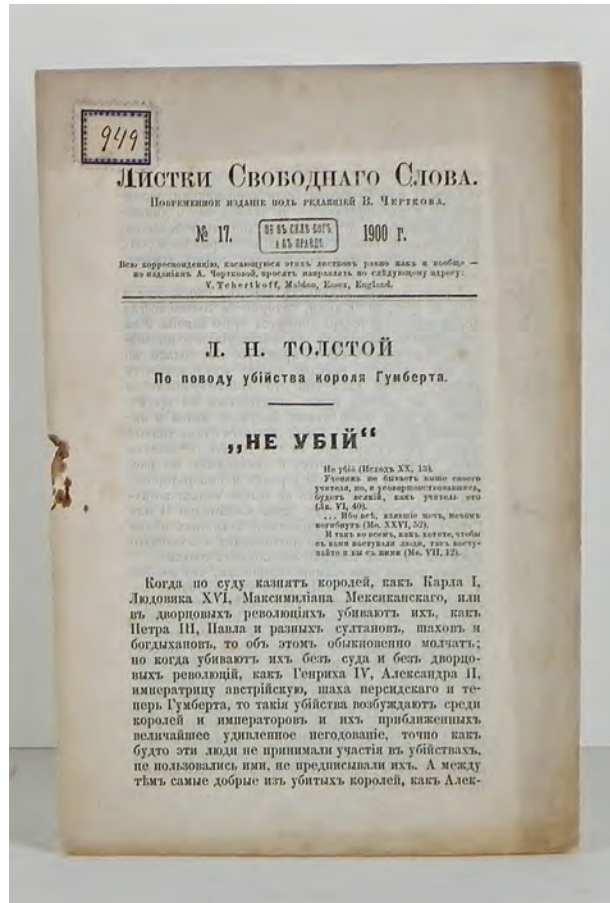 949
Листки Свободнаго Слова.
Повременное изданіе подъ редакціей В. Черткова.
№ 17. НЕ ВЪ СИЛѢ БОГЪ, А ВЪ ПРАВДѢ 1900 г.
Всю корреспонденцію, касающуюся этихъ листковъ равно какъ и вообще —
по изданіямъ А. Чертковой, просятъ направлять по слѣдующему адресу:
V. Tchertkoff, Maldon, Essex, England.
Л. Н. ТОЛСТОЙ
По поводу убійства короля Гумберта.
„НЕ УБІЙ“
Не убій (Исходъ XX, 13).
Ученикъ не бываетъ выше своего
учителя, но, и усовершенствовавшись,
будетъ всякій, какъ учитель его
(Лк. VI, 40).
... Ибо всѣ, взявшіе мечъ, мечомъ
погибнутъ (Мѳ. XXVI, 52).
И такъ во всемъ, какъ хотите, чтобы
съ вами поступали люди, такъ посту-
пайте и вы съ ними (Мѳ. VII, 12).
Когда по суду казнятъ королей, какъ Карла I,
Людовика XVI, Максимиліана Мексиканскаго, или
въ дворцовыхъ революціяхъ убиваютъ ихъ, какъ
Петра III, Павла и разныхъ султановъ, шаховъ и
богдыхановъ, то объ этомъ обыкновенно молчатъ;
но когда убиваютъ ихъ безъ суда и безъ дворцо-
выхъ революцій, какъ Генриха IV, Александра II,
императрицу австрійскую, шаха персидскаго и те-
перь Гумберта, то такія убійства возбуждаютъ среди
королей и императоровъ и ихъ приближенныхъ
величайшее удивленное негодованіе, точно какъ
будто эти люди не принимали участія въ убійствахъ,
не пользовались ими, не предписывали ихъ. А между
тѣмъ самые добрые изъ убитыхъ королей, какъ Алек-